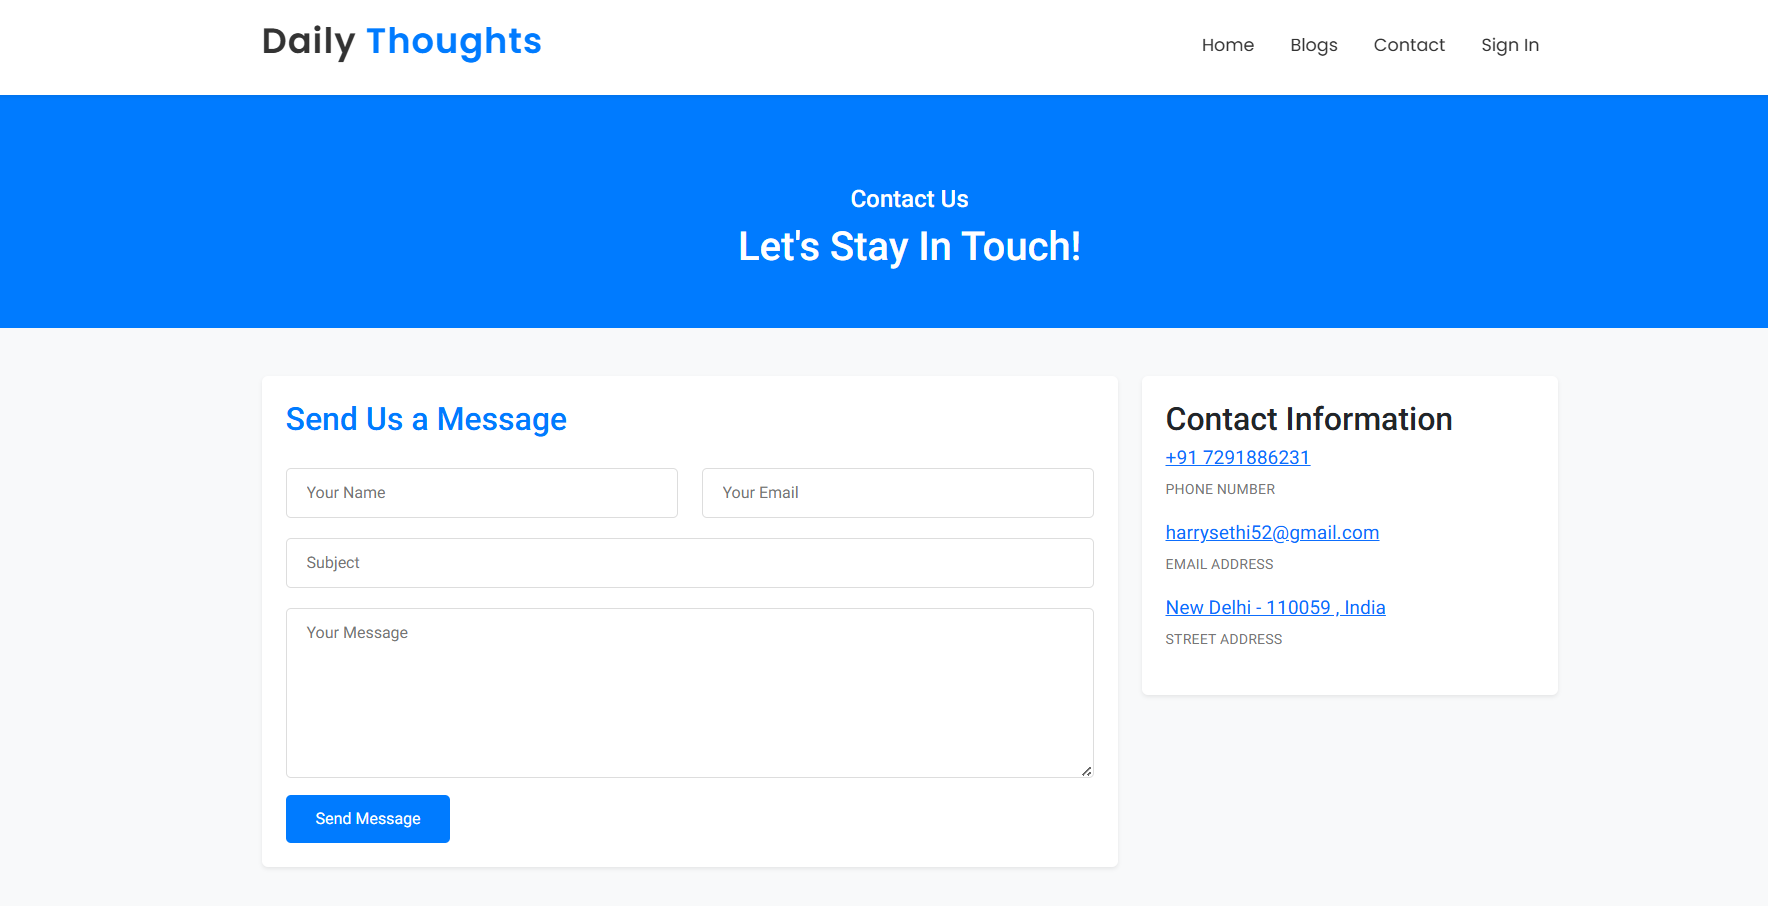 Daily Thoughts
Home Blogs Contact Sign In
Contact Us
Let's Stay In Touch!
Send Us a Message
Your Name
Your Email
Subject
Your Message
Send Message
Contact Information
+91 7291886231
PHONE NUMBER
harrysethi52@gmail.com
EMAIL ADDRESS
New Delhi - 110059 , India
STREET ADDRESS